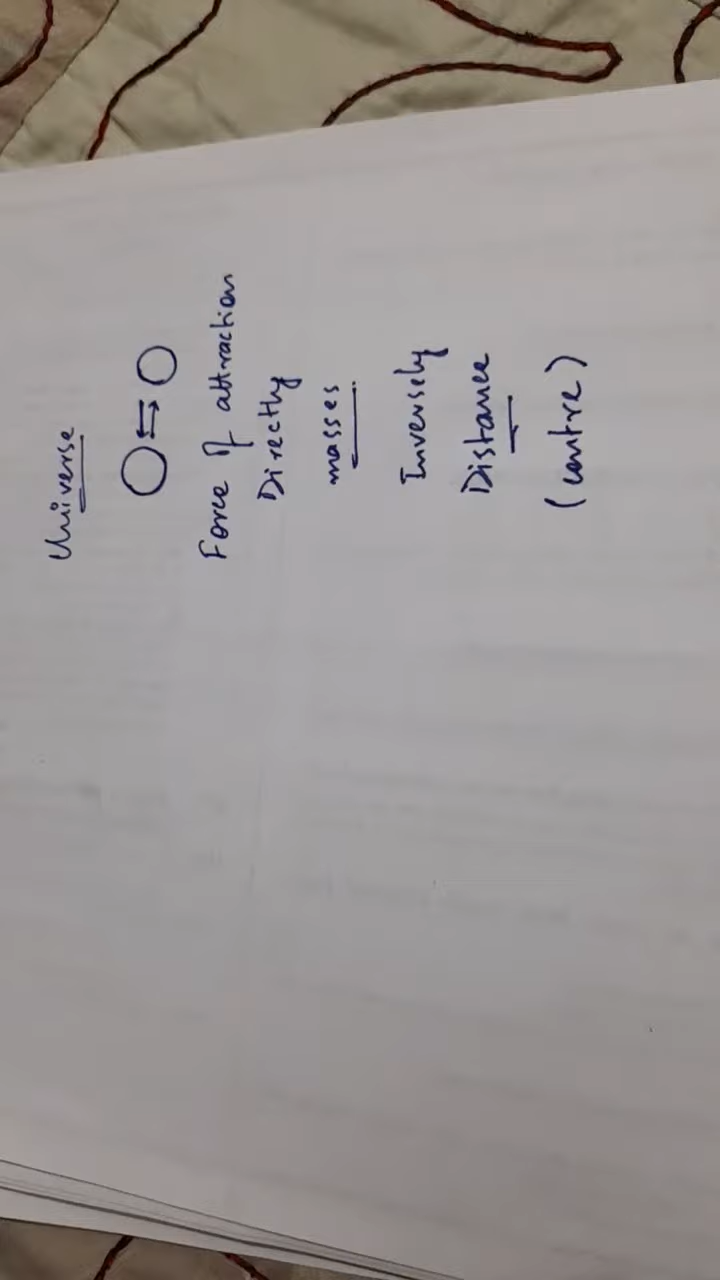 Universe
Force of attraction
Directly
masses
Inversely
Distance
(centre)